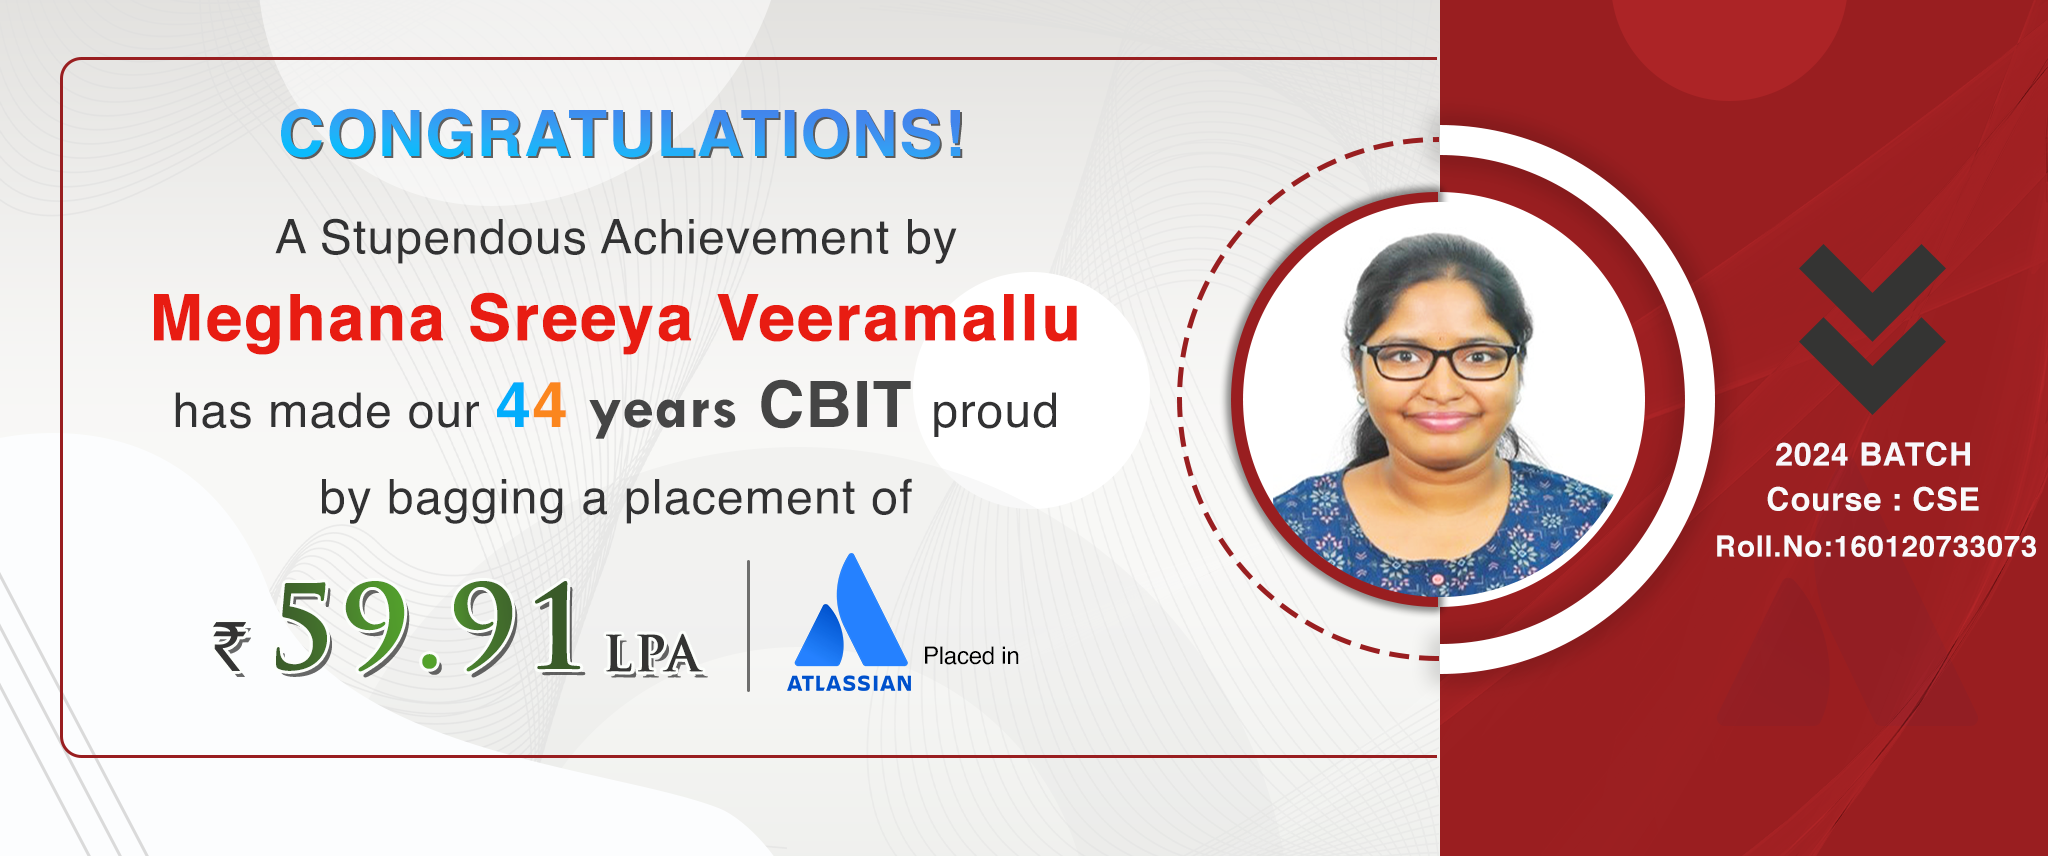 CONGRATULATIONS!
A Stupendous Achievement by
Meghana Sreeya Veeramallu
has made our 44 years CBIT proud
by bagging a placement of
₹ 59.91 LPA
ATLASSIAN
Placed in
2024 BATCH
Course : CSE
Roll.No:160120733073